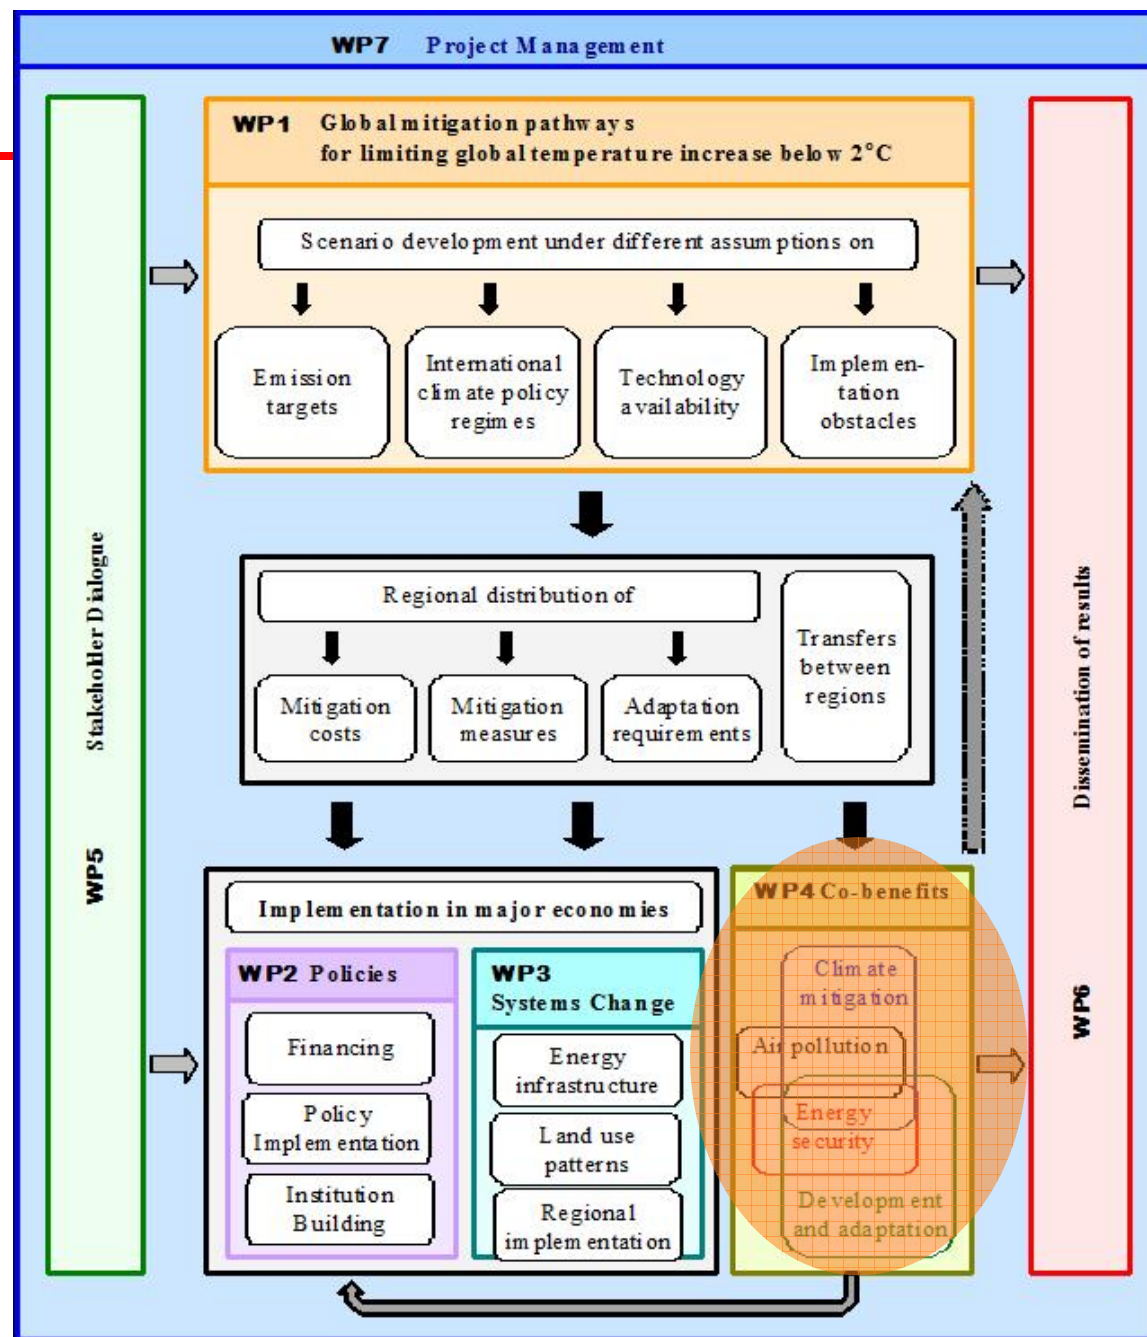 WP7 Project Management
WP1 Global mitigation pathways
for limiting global temperature increase below 2°C
Scenario development under different assumptions on
Emission
targets
International
climate policy
regimes
Technology
availability
Implemen-
tation
obstacles
Regional distribution of
Mitigation
costs
Mitigation
measures
Adaptation
requirements
Transfers
between
regions
WP5 Stakeholder Dialogue
WP6 Dissemination of results
Implementation in major economies
WP2 Policies
Financing
Policy
Implementation
Institution
Building
WP3
Systems Change
Energy
infrastructure
Land use
patterns
Regional
implementation
WP4 Co-benefits
Climate
mitigation
Air pollution
Energy
security
Development
and adaptation